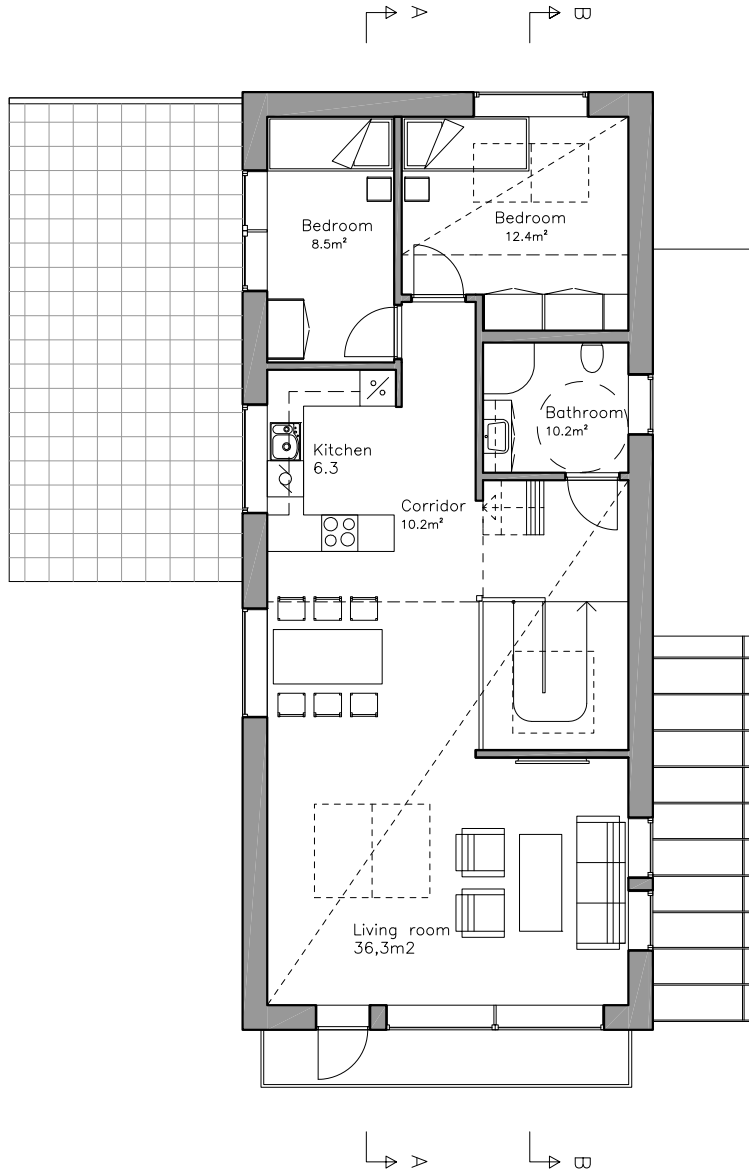 A
B
Bedroom
8.5m²
Bedroom
12.4m²
Bathroom
10.2m²
Kitchen
6.3
Corridor
10.2m²
Living room
36,3m2
A
B